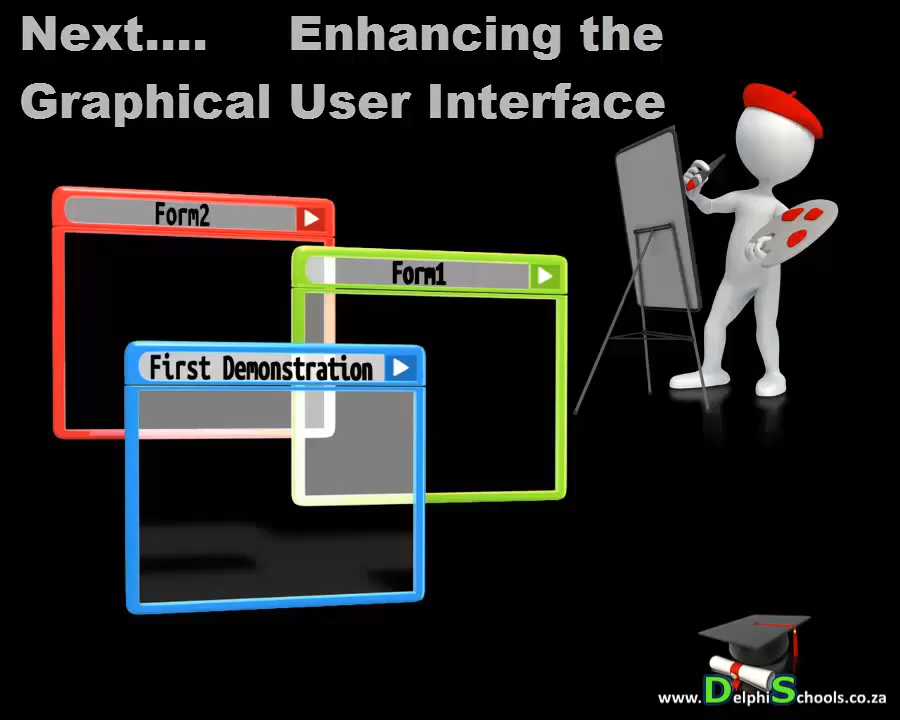 Next.... Enhancing the
Graphical User Interface
Form2
Form1
First Demonstration
www.DelphiSchools.co.za